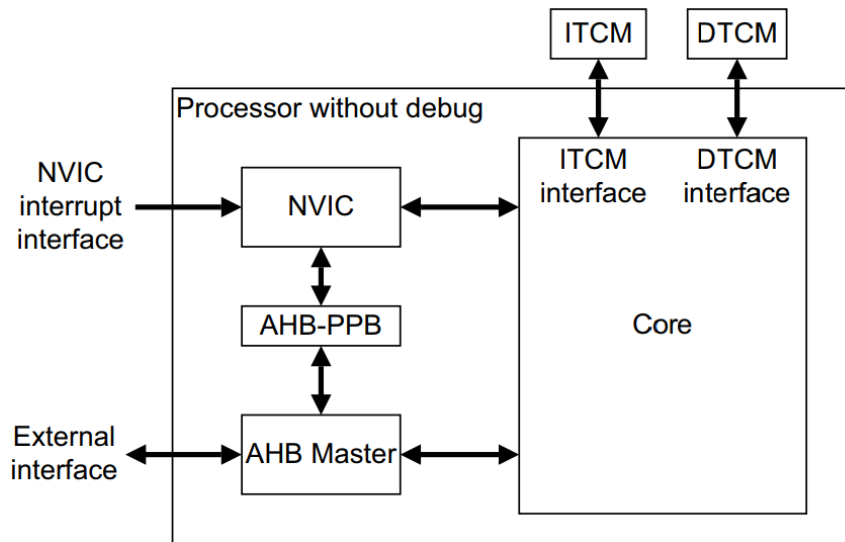 ITCM
DTCM
Processor without debug
ITCM
interface
DTCM
interface
NVIC
interrupt
interface
NVIC
AHB-PPB
Core
External
interface
AHB Master